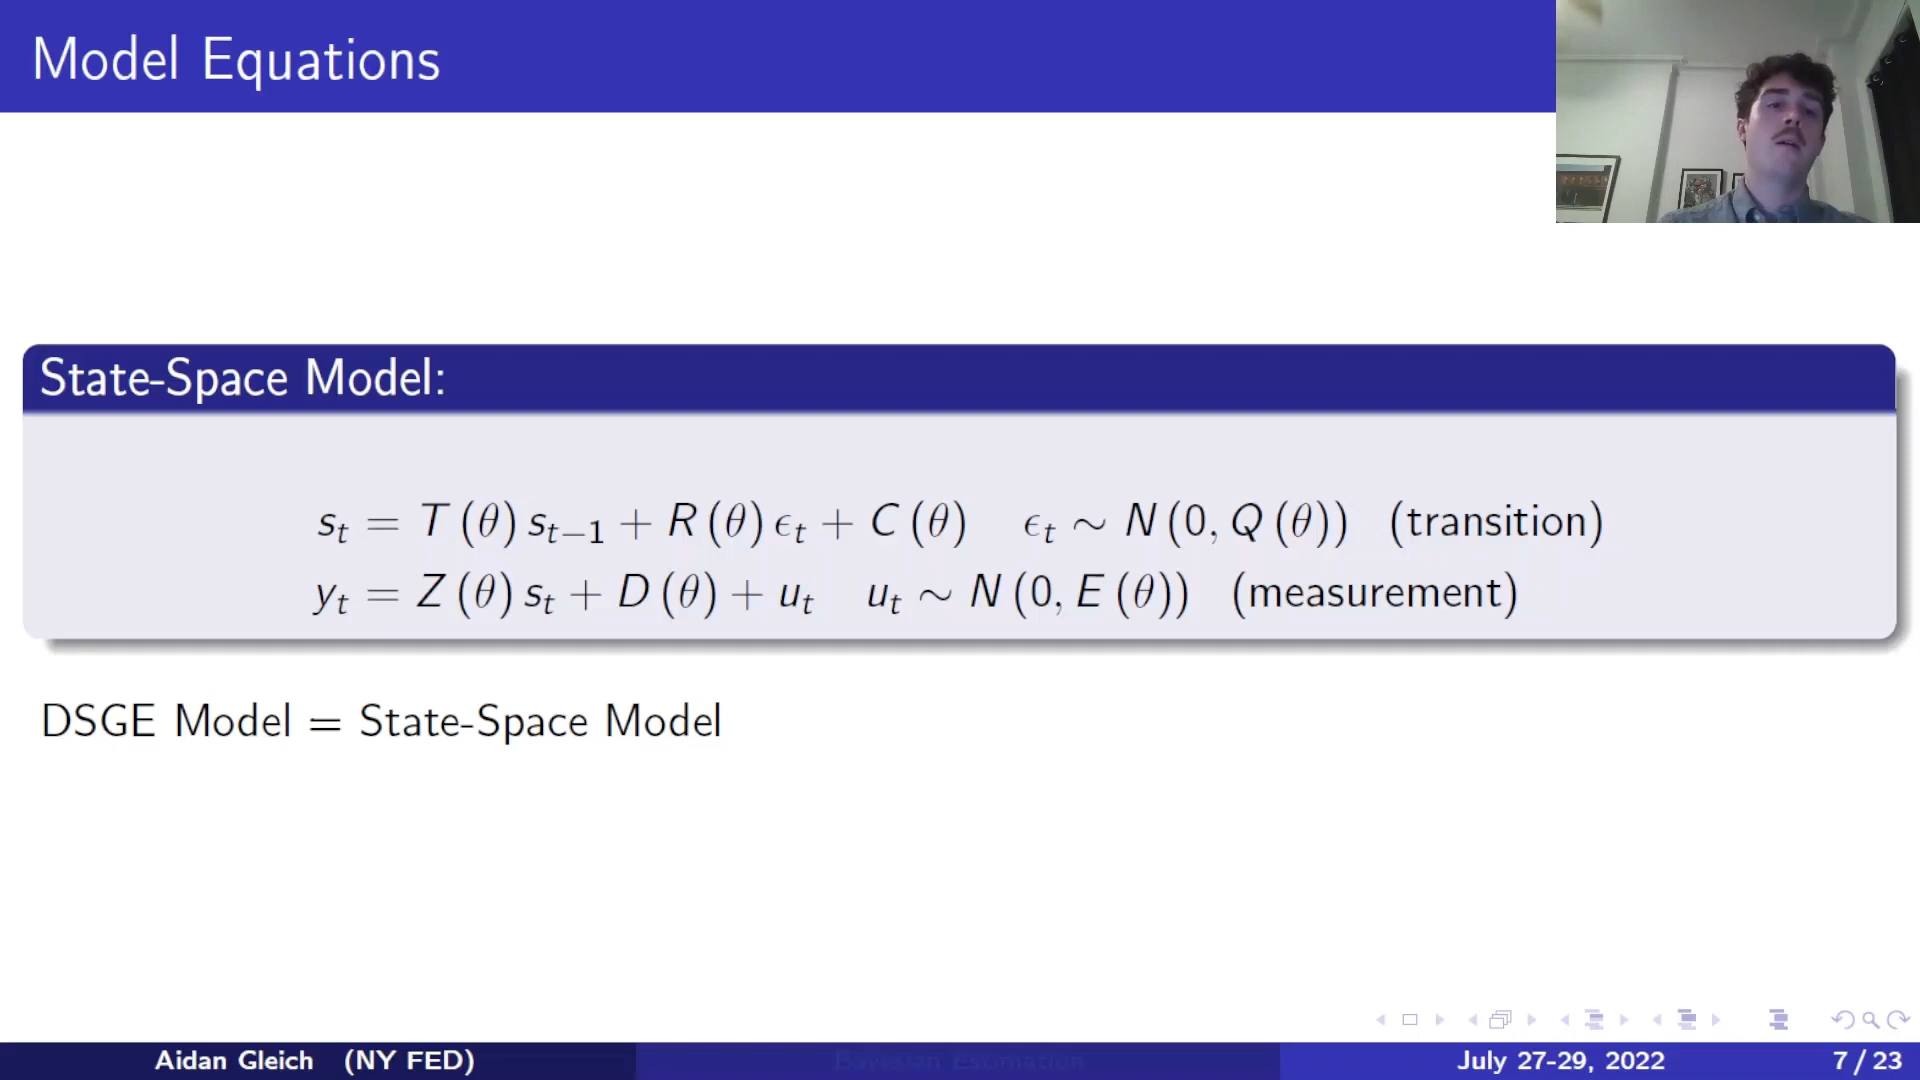 Model Equations
State-Space Model:
s_t = T (θ) s_{t−1} + R (θ) ϵ_t + C (θ)   ϵ_t ∼ N (0, Q (θ))   (transition)
y_t = Z (θ) s_t + D (θ) + u_t   u_t ∼ N (0, E (θ))   (measurement)
DSGE Model = State-Space Model
Aidan Gleich (NY FED)   Bayesian Estimation   July 27-29, 2022   7 / 23